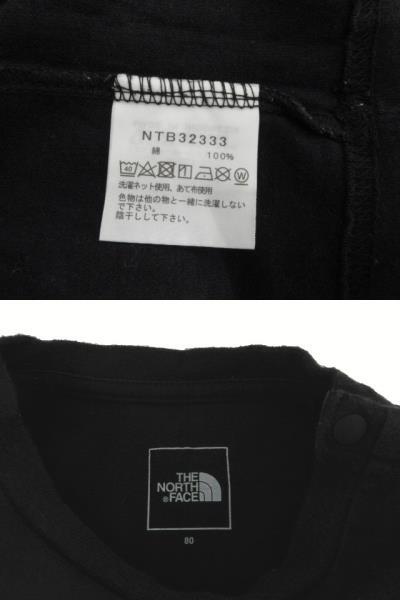 NTB32333
綿 100%
40
W
洗濯ネット使用、あて布使用
色物は他の物と一緒に洗濯しない
で下さい。
陰干しして下さい。
THE
NORTH
®FACE
80